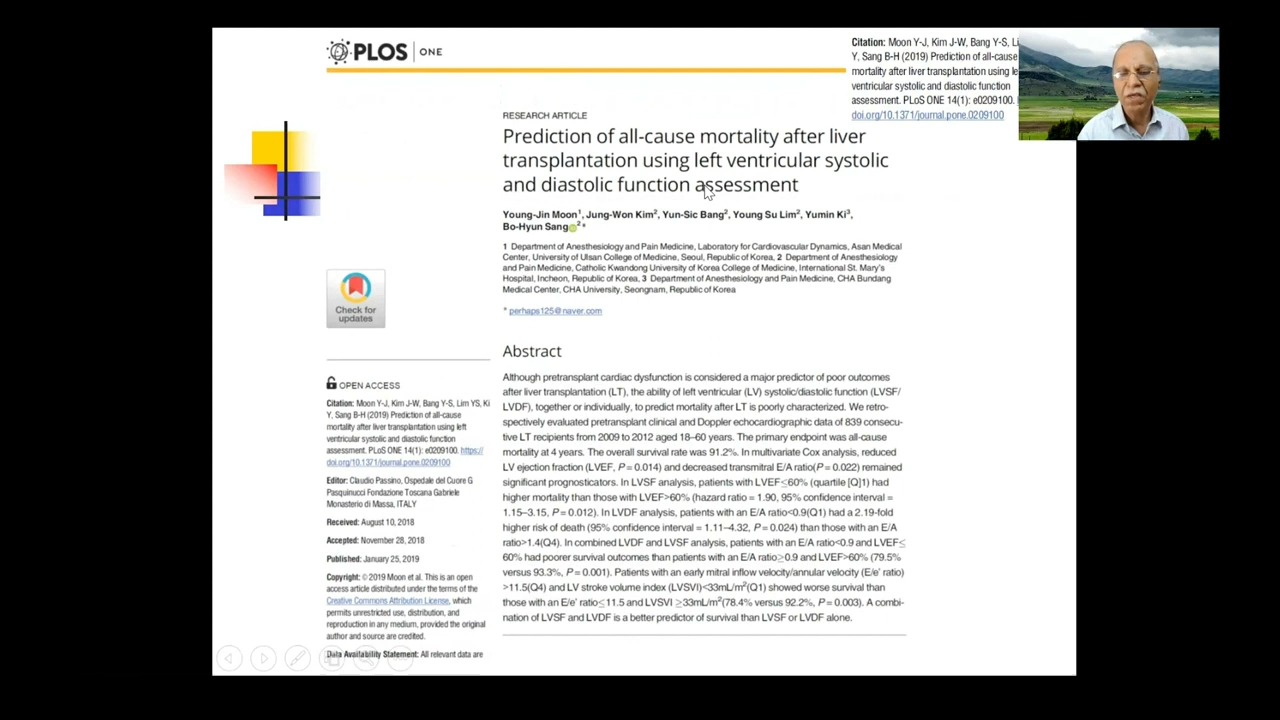 PLOS ONE
Citation: Moon Y-J, Kim J-W, Bang Y-S, Li
Y, Sang B-H (2019) Prediction of all-cause
mortality after liver transplantation using le
ventricular systolic and diastolic function
assessment. PLoS ONE 14(1): e0209100.
doi.org/10.1371/journal.pone.0209100
RESEARCH ARTICLE
Prediction of all-cause mortality after liver
transplantation using left ventricular systolic
and diastolic function assessment
Young-Jin Moon1, Jung-Won Kim2, Yun-Sic Bang2, Young Su Lim2, Yumin Ki3,
Bo-Hyun Sang2*
1 Department of Anesthesiology and Pain Medicine, Laboratory for Cardiovascular Dynamics, Asan Medical
Center, University of Ulsan College of Medicine, Seoul, Republic of Korea, 2 Department of Anesthesiology
and Pain Medicine, Catholic Kwandong University of Korea College of Medicine, International St. Mary's
Hospital, Incheon, Republic of Korea, 3 Department of Anesthesiology and Pain Medicine, CHA Bundang
Medical Center, CHA University, Seongnam, Republic of Korea
* perhaps125@naver.com
Check for
updates
Abstract
Although pretransplant cardiac dysfunction is considered a major predictor of poor outcomes
after liver transplantation (LT), the ability of left ventricular (LV) systolic/diastolic function (LVSF/
LVDF), together or individually, to predict mortality after LT is poorly characterized. We retro-
spectively evaluated pretransplant clinical and Doppler echocardiographic data of 839 consecu-
tive LT recipients from 2009 to 2012 aged 18–60 years. The primary endpoint was all-cause
mortality at 4 years. The overall survival rate was 91.2%. In multivariate Cox analysis, reduced
LV ejection fraction (LVEF, P = 0.014) and decreased transmitral E/A ratio(P = 0.022) remained
significant prognosticators. In LVSF analysis, patients with LVEF≤60% (quartile [Q]1) had
higher mortality than those with LVEF>60% (hazard ratio = 1.90, 95% confidence interval =
1.15–3.15, P = 0.012). In LVDF analysis, patients with an E/A ratio<0.9(Q1) had a 2.19-fold
higher risk of death (95% confidence interval = 1.11–4.32, P = 0.024) than those with an E/A
ratio>1.4(Q4). In combined LVDF and LVSF analysis, patients with an E/A ratio<0.9 and LVEF≤
60% had poorer survival outcomes than patients with an E/A ratio≥0.9 and LVEF>60% (79.5%
versus 93.3%, P = 0.001). Patients with an early mitral inflow velocity/annular velocity (E/e' ratio)
>11.5(Q4) and LV stroke volume index (LVSVI)<33mL/m2(Q1) showed worse survival than
those with an E/e' ratio≤11.5 and LVSVI ≥33mL/m2(78.4% versus 92.2%, P = 0.003). A combi-
nation of LVSF and LVDF is a better predictor of survival than LVSF or LVDF alone.
OPEN ACCESS
Citation: Moon Y-J, Kim J-W, Bang Y-S, Lim YS, Ki
Y, Sang B-H (2019) Prediction of all-cause
mortality after liver transplantation using left
ventricular systolic and diastolic function
assessment. PLoS ONE 14(1): e0209100. https://
doi.org/10.1371/journal.pone.0209100
Editor: Claudio Passino, Ospedale del Cuore G
Pasquinucci Fondazione Toscana Gabriele
Monasterio di Massa, ITALY
Received: August 10, 2018
Accepted: November 28, 2018
Published: January 25, 2019
Copyright: © 2019 Moon et al. This is an open
access article distributed under the terms of the
Creative Commons Attribution License, which
permits unrestricted use, distribution, and
reproduction in any medium, provided the original
author and source are credited.
Data Availability Statement: All relevant data are